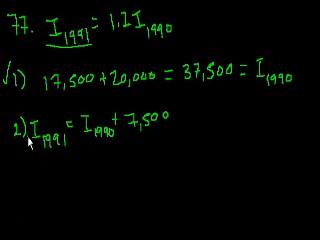 77. I₁₉₉₁ = 1.2 I₁₉₉₀
√1) 17,500 + 20,000 = 37,500 = I₁₉₉₀
2) I₁₉₉₁ = I₁₉₉₀ + 7,500